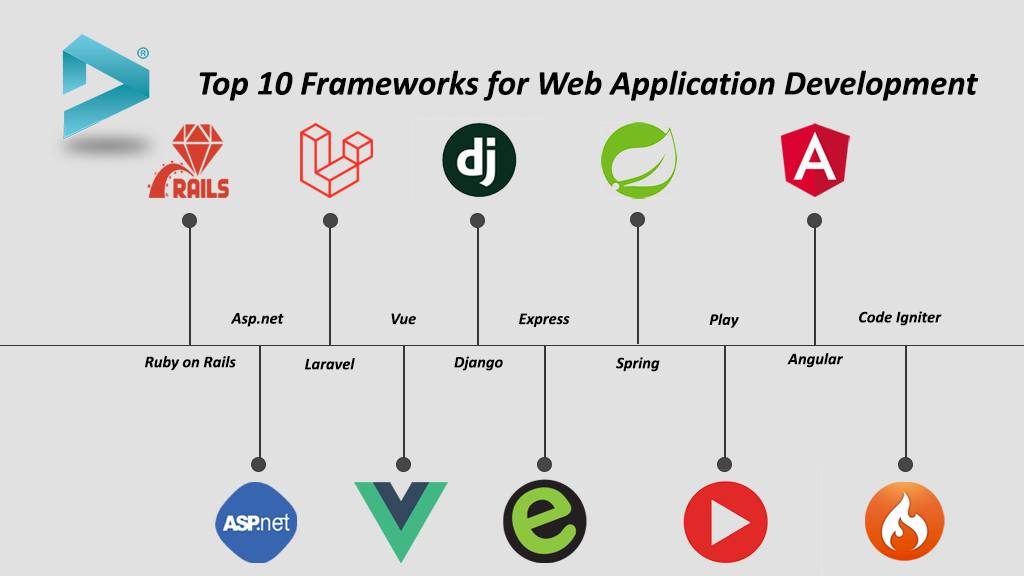 ®
Top 10 Frameworks for Web Application Development
RAILS
dj
A
Asp.net
Vue
Express
Play
Code Igniter
Ruby on Rails
Laravel
Django
Spring
Angular
ASP.net
e